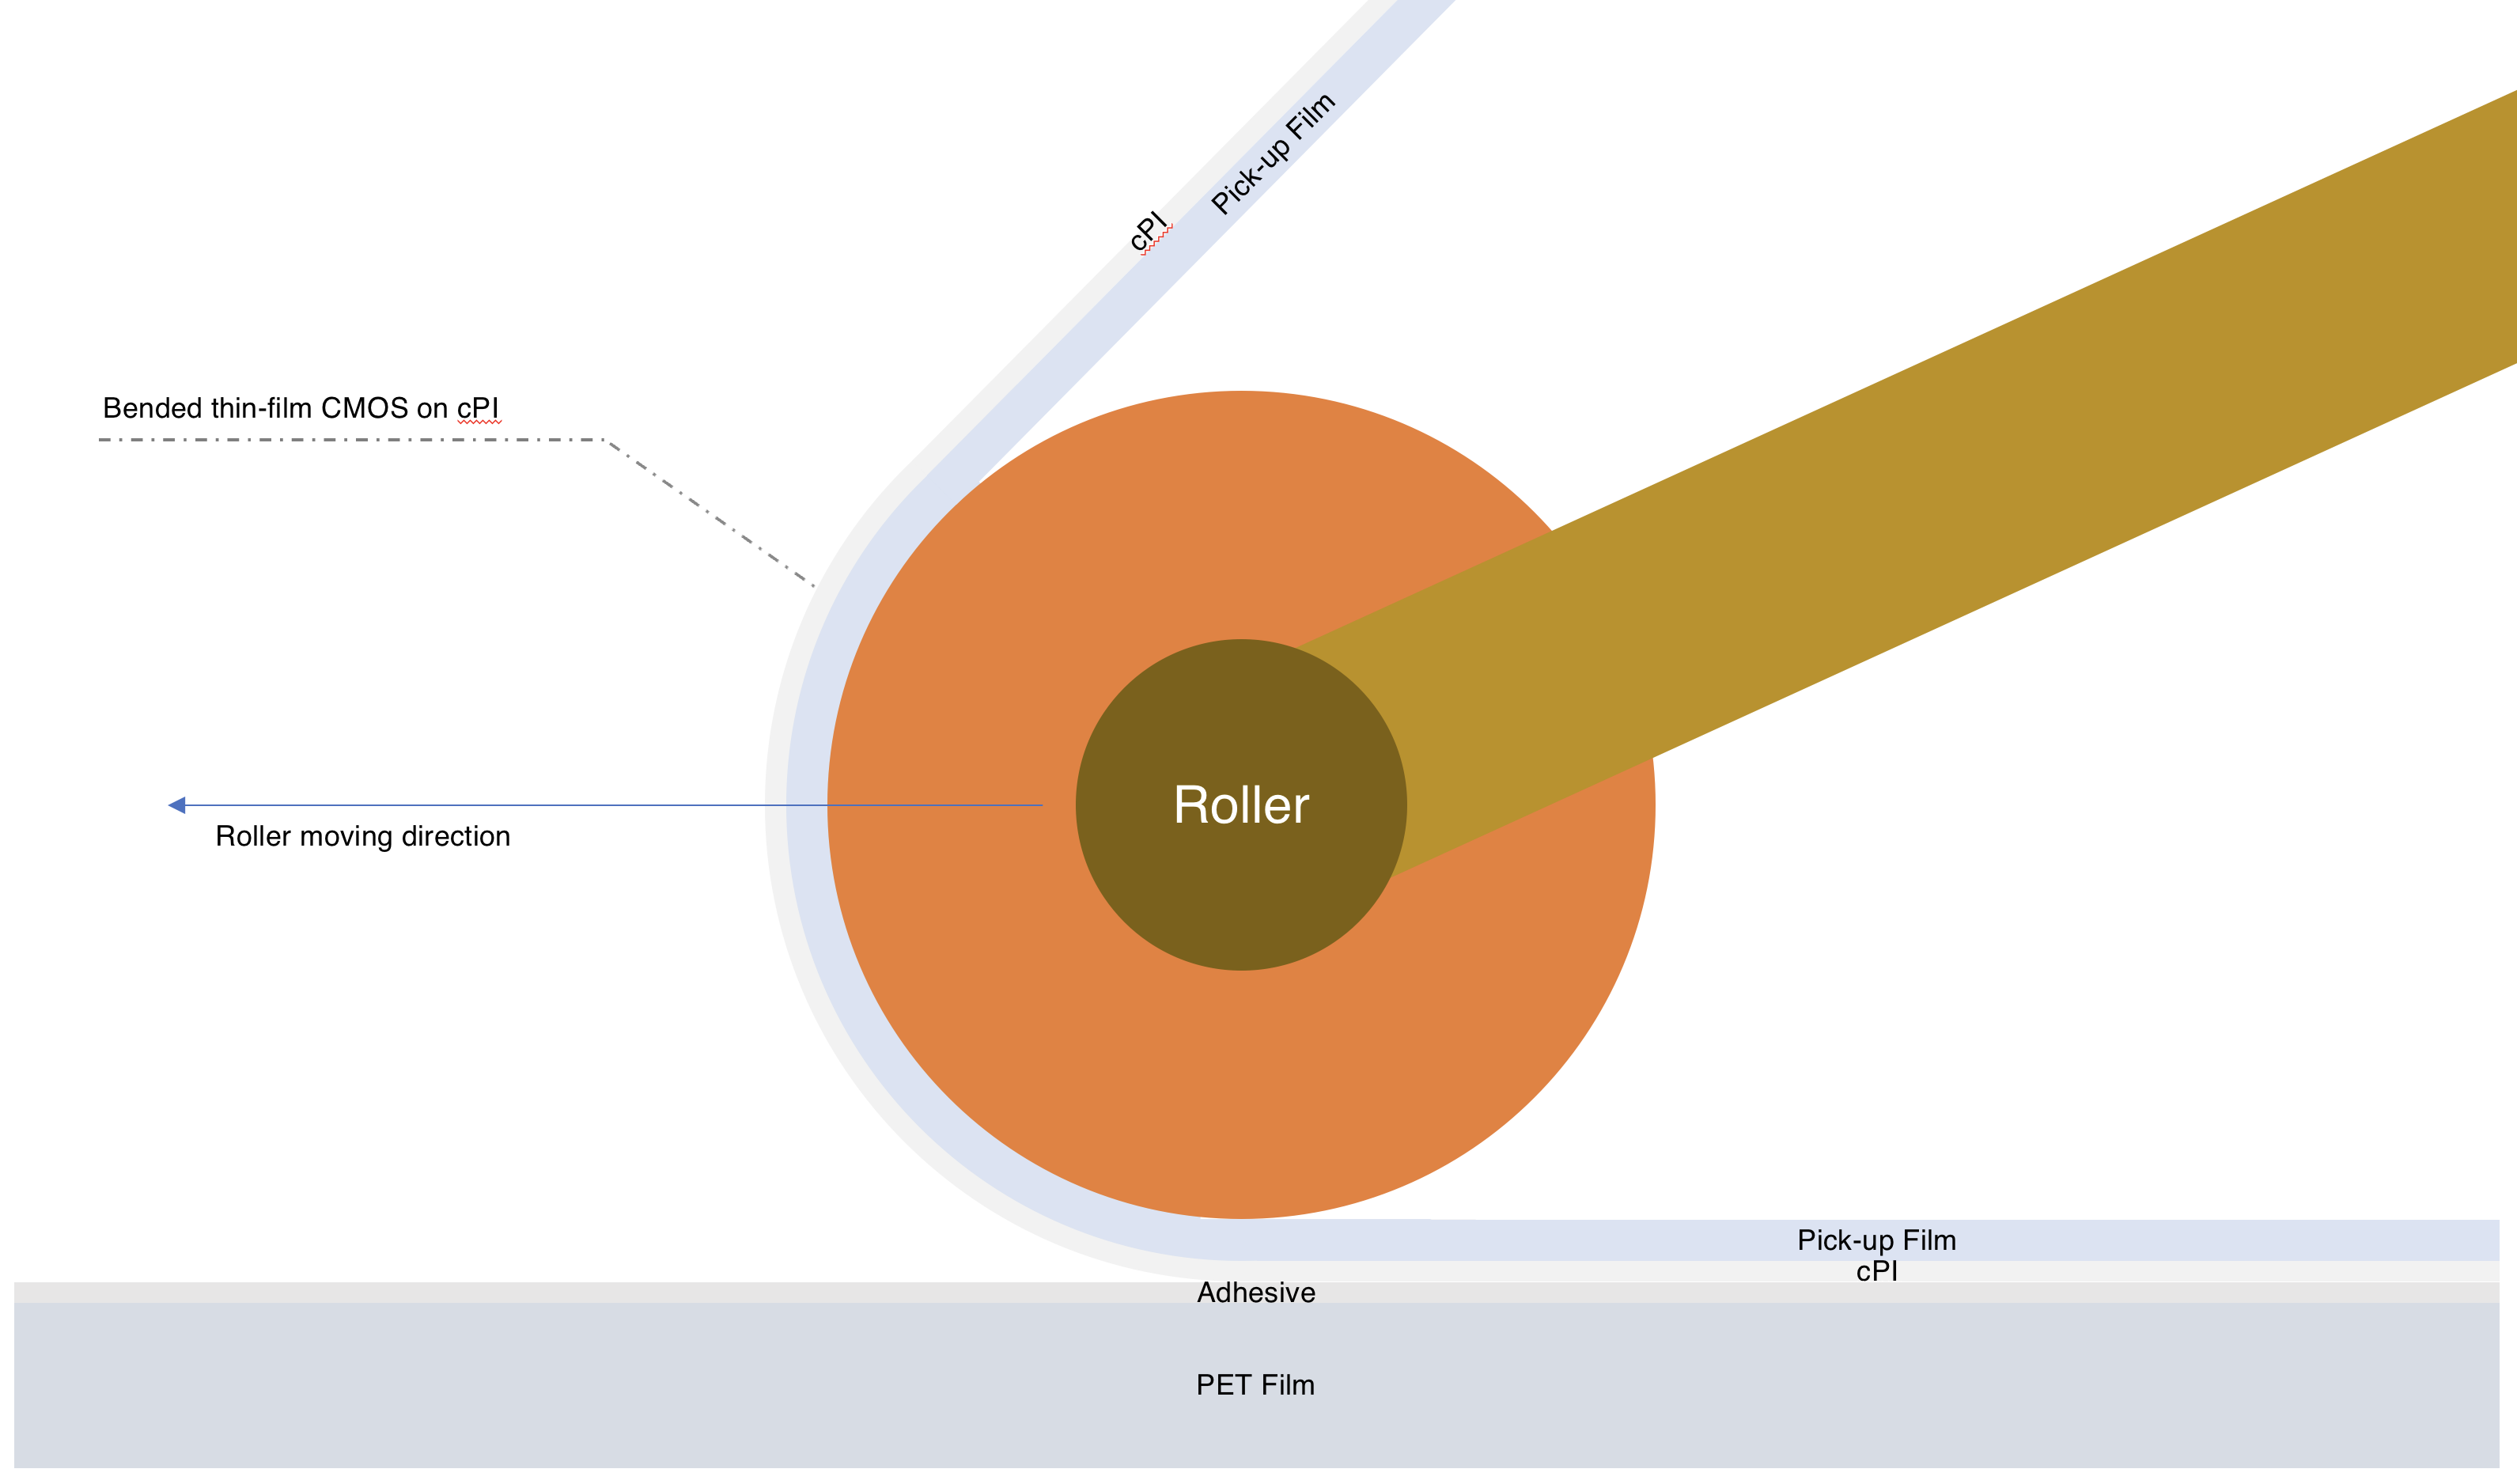 Pick-up Film
cPI
Bended thin-film CMOS on cPI
Roller
Roller moving direction
Pick-up Film
cPI
Adhesive
PET Film